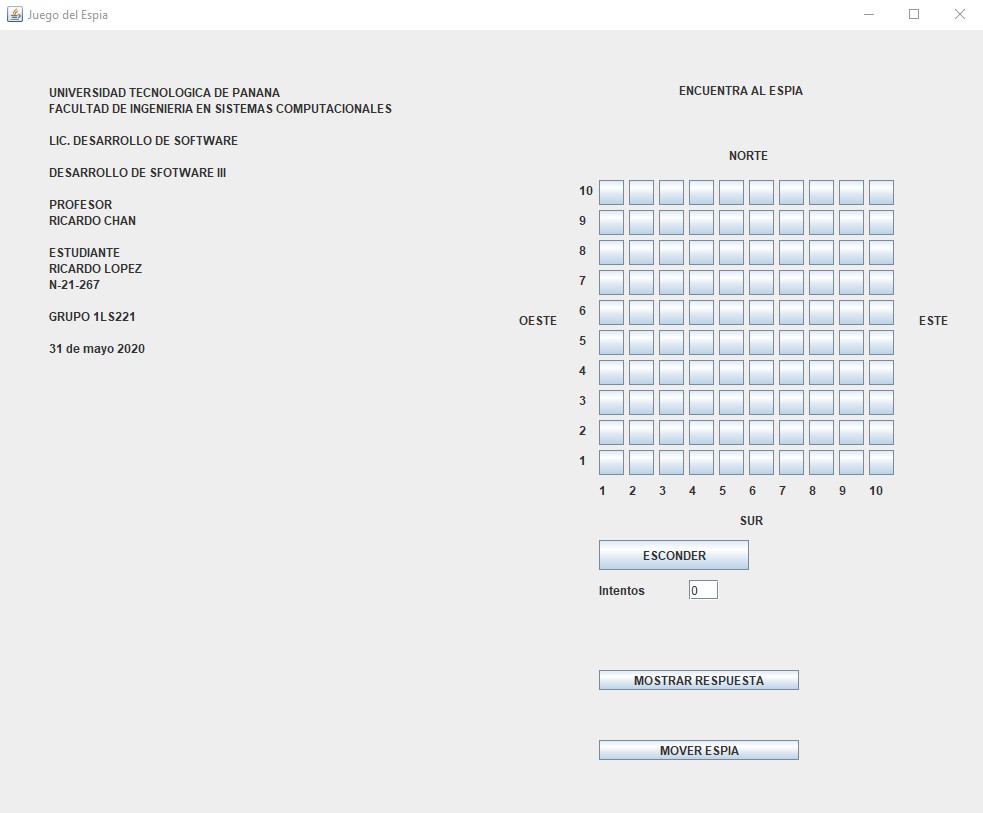 Juego del Espia
UNIVERSIDAD TECNOLOGICA DE PANANA
FACULTAD DE INGENIERIA EN SISTEMAS COMPUTACIONALES
LIC. DESARROLLO DE SOFTWARE
DESARROLLO DE SFOTWARE III
PROFESOR
RICARDO CHAN
ESTUDIANTE
RICARDO LOPEZ
N-21-267
GRUPO 1LS221
31 de mayo 2020
ENCUENTRA AL ESPIA
NORTE
10
9
8
7
6
OESTE
ESTE
5
4
3
2
1
1 2 3 4 5 6 7 8 9 10
SUR
ESCONDER
Intentos 0
MOSTRAR RESPUESTA
MOVER ESPIA